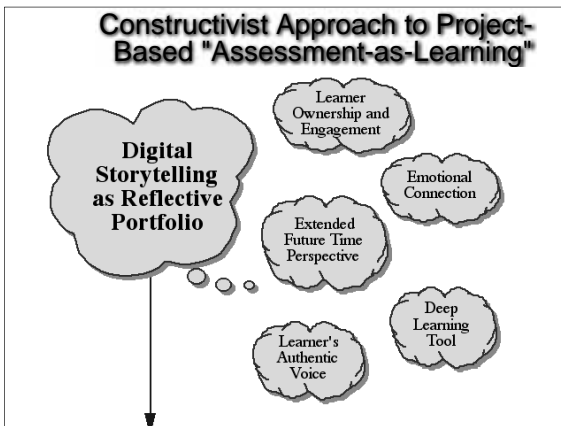 Constructivist Approach to Project-
Based "Assessment-as-Learning"
Learner
Ownership and
Engagement
Digital
Storytelling
as Reflective
Portfolio
Emotional
Connection
Extended
Future Time
Perspective
Deep
Learning
Tool
Learner's
Authentic
Voice